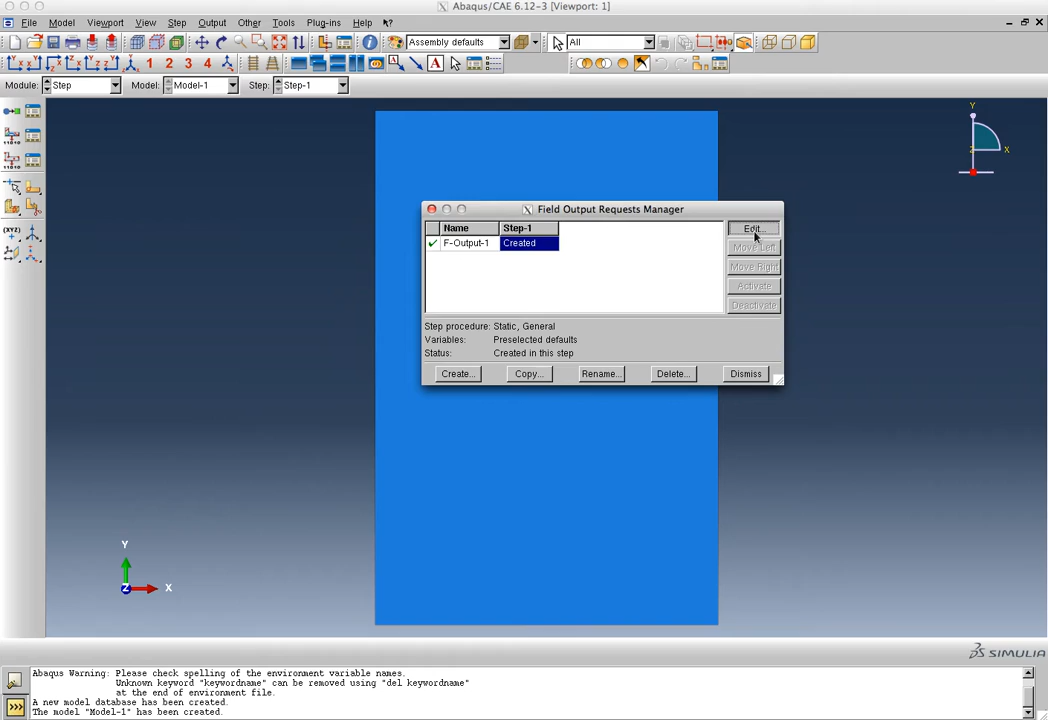 Abaqus/CAE 6.12-3 [Viewport: 1]
File Model Viewport View Step Output Other Tools Plug-ins Help
Assembly defaults All
1 2 3 4 A
Module: Step Model: Model-1 Step: Step-1
Y
Z X
Field Output Requests Manager
Name Step-1 Edit...
F-Output-1 Created
Move Left
Move Right
Activate
Deactivate
Step procedure: Static, General
Variables: Preselected defaults
Status: Created in this step
Create... Copy... Rename... Delete... Dismiss
(XYZ)
Y
Z X
SIMULIA
Abaqus Warning: Please check spelling of the environment variable names.
Unknown keyword "keywordname" can be removed using "del keywordname"
at the end of environment file.
A new model database has been created.
The model "Model-1" has been created.
>>>